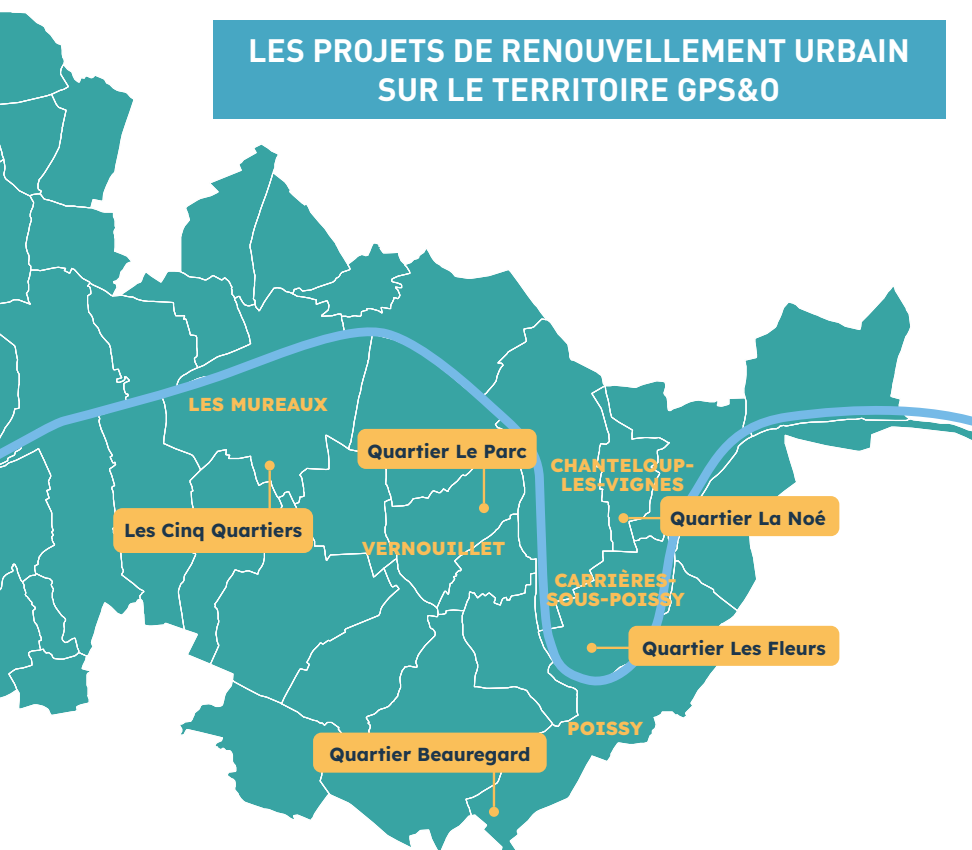 LES PROJETS DE RENOUVELLEMENT URBAIN
SUR LE TERRITOIRE GPS&O
LES MUREAUX
Quartier Le Parc
CHANTELOUP-
LES-VIGNES
Quartier La Noé
Les Cinq Quartiers
VERNOUILLET
CARRIÈRES-
SOUS-POISSY
Quartier Les Fleurs
POISSY
Quartier Beauregard